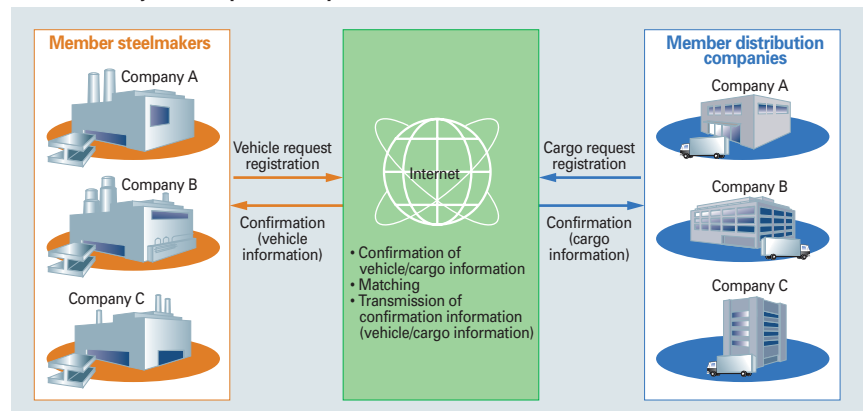 Member steelmakers
Company A
Company B
Company C
Vehicle request
registration
Confirmation
(vehicle
information)
Internet
• Confirmation of
vehicle/cargo information
• Matching
• Transmission of
confirmation information
(vehicle/cargo information)
Cargo request
registration
Confirmation
(cargo
information)
Member distribution
companies
Company A
Company B
Company C